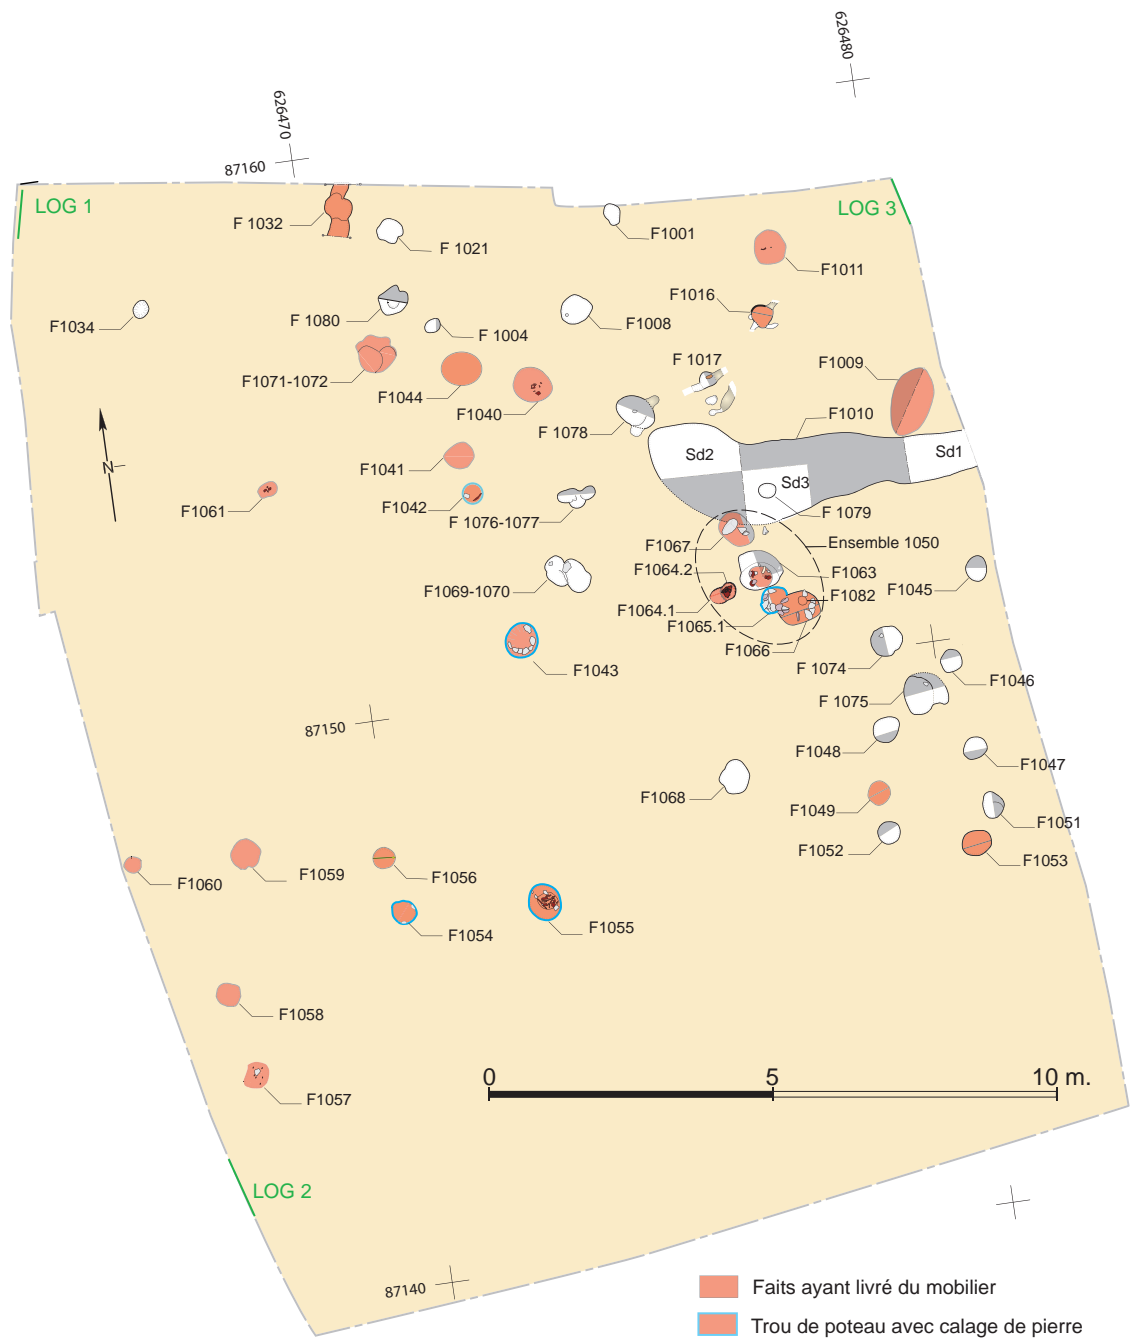 626480
626470
87160
LOG 1
LOG 3
F 1032
F 1021
F1001
F1011
F1034
F 1080
F 1004
F1008
F1016
F1071-1072
F1044
F1040
F 1017
F1009
F 1078
F1010
F1041
Sd2
Sd1
N
F1061
F1042
F 1076-1077
Sd3
F 1079
F1067
Ensemble 1050
F1069-1070
F1064.2
F1063
F1045
F1064.1
F1082
F1065.1
F1066
F1043
F 1074
F1046
F 1075
87150
F1048
F1047
F1068
F1049
F1051
F1052
F1053
F1060
F1059
F1056
F1054
F1055
F1058
F1057
0
5
10 m.
LOG 2
87140
Faits ayant livré du mobilier
Trou de poteau avec calage de pierre